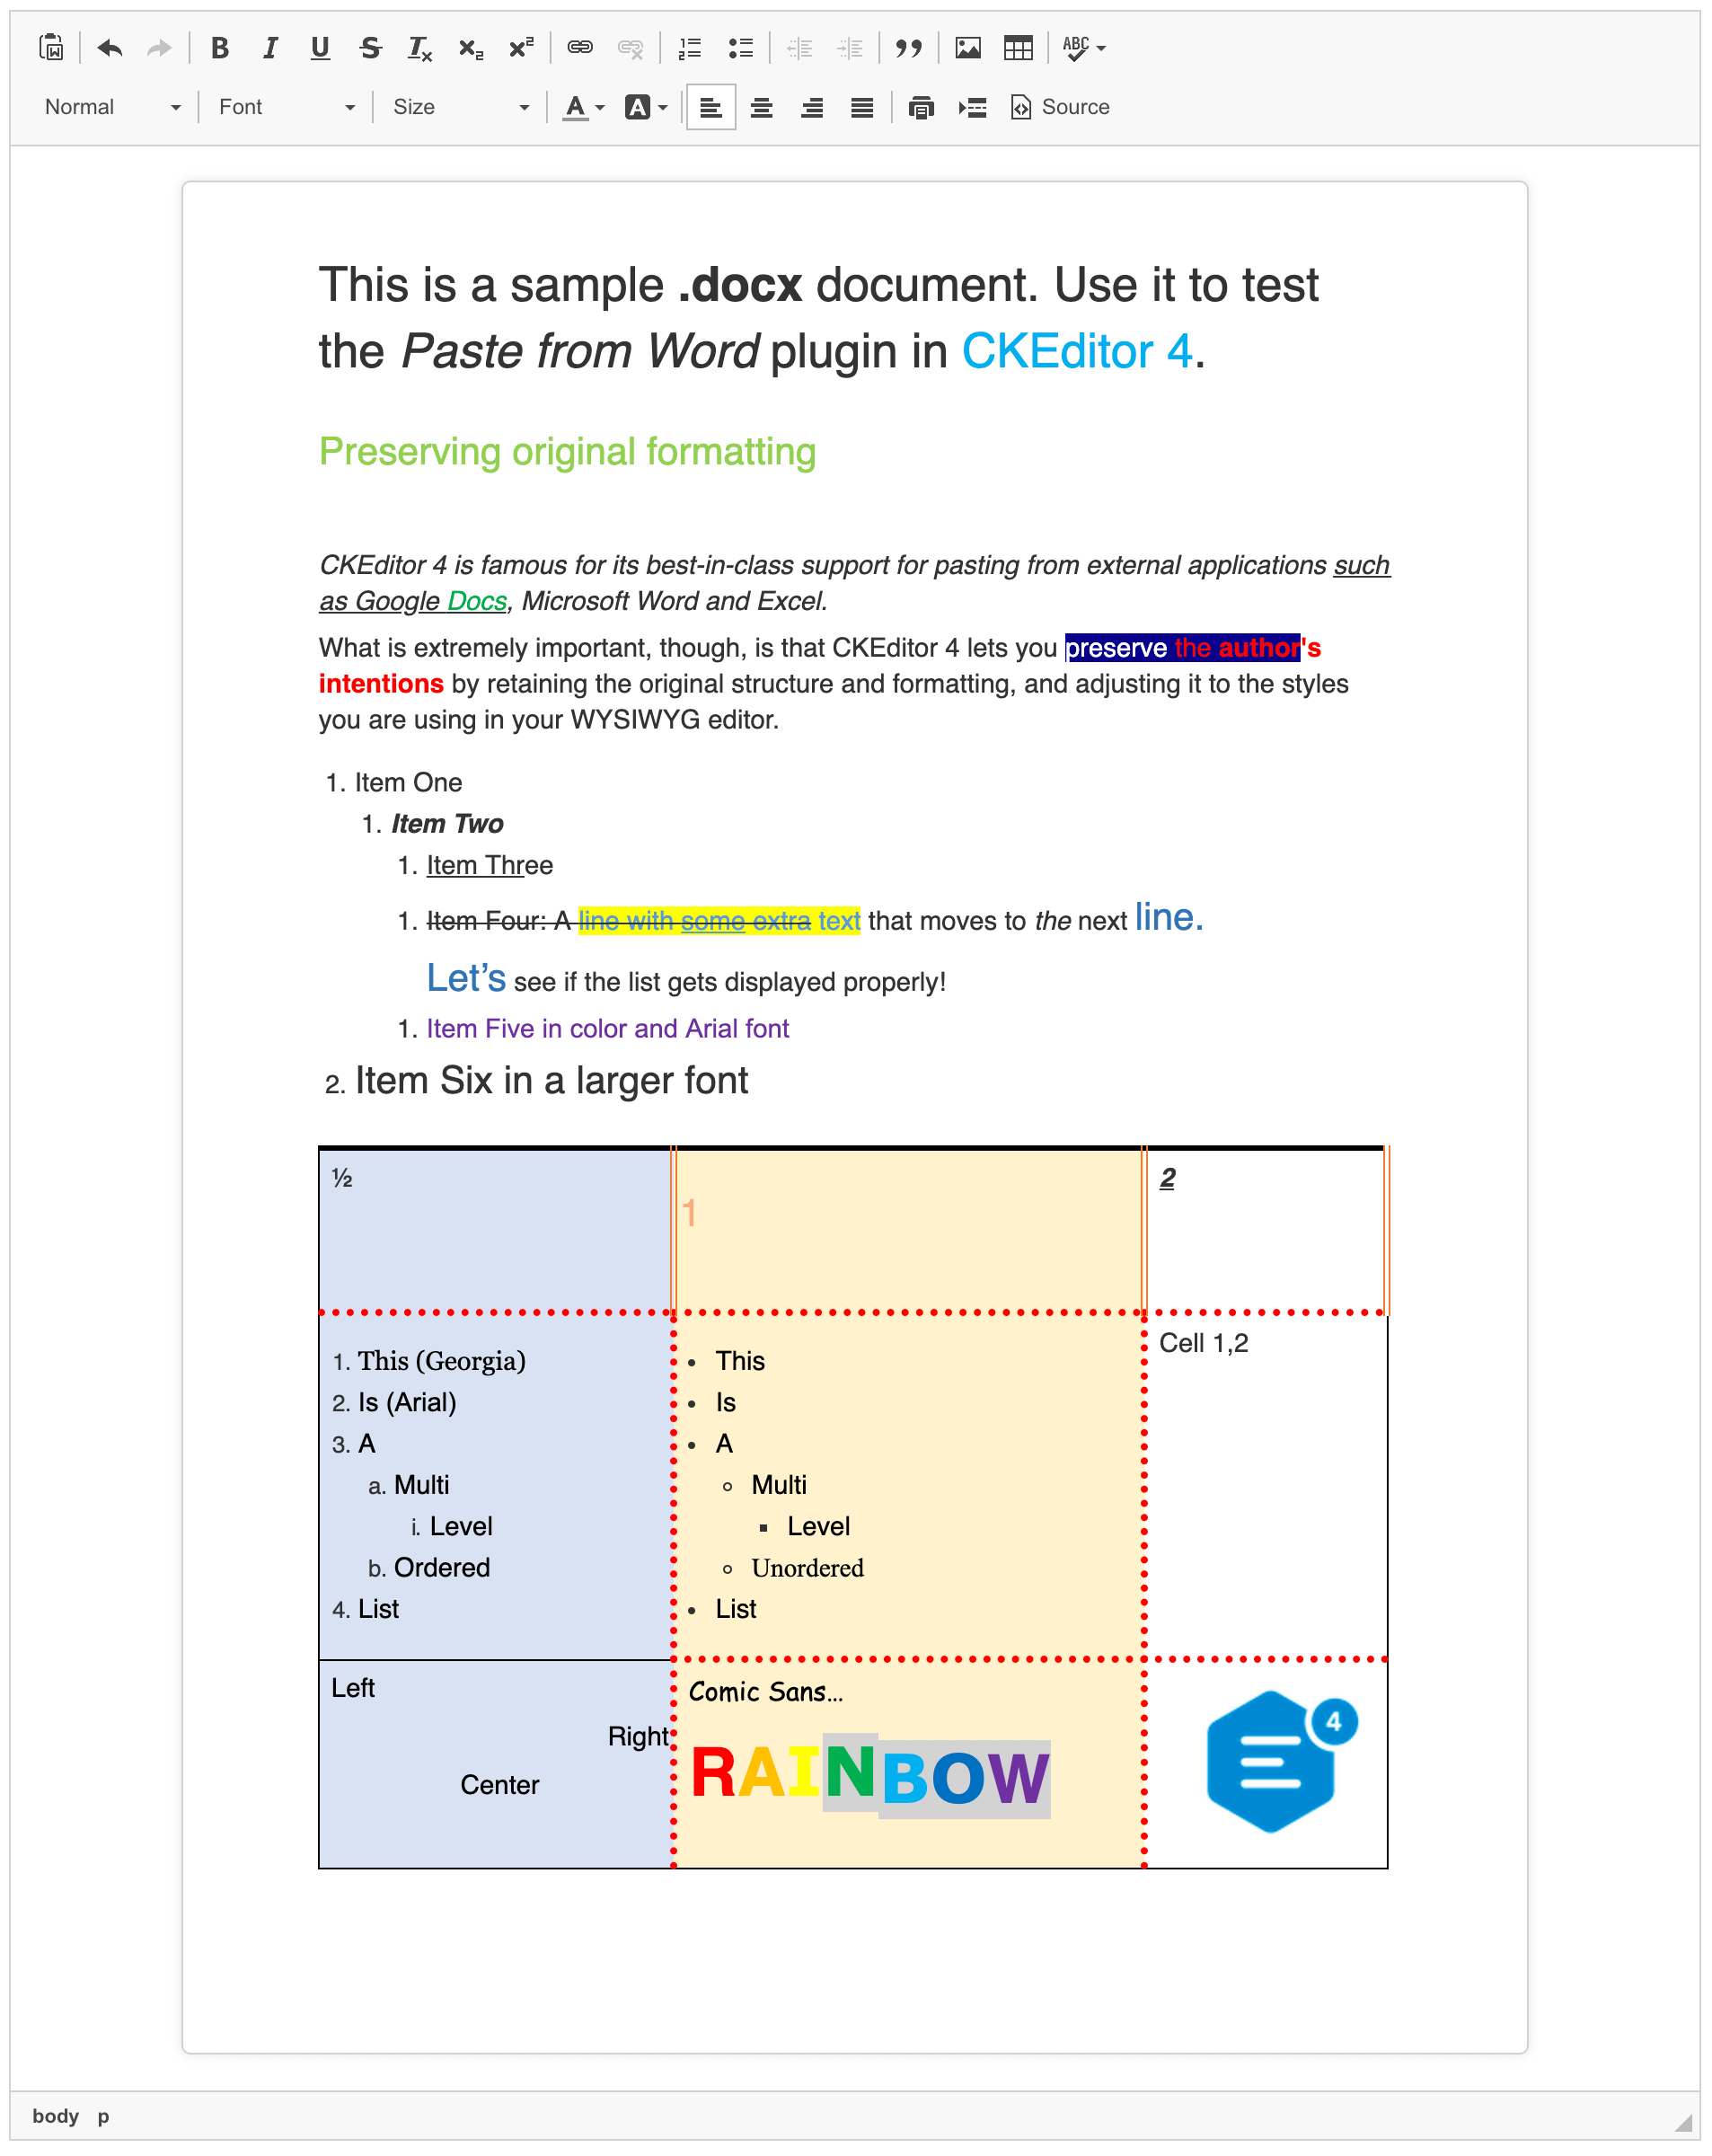 B I U S Tx x₂ x² ABC
Normal Font Size A A Source
This is a sample .docx document. Use it to test
the Paste from Word plugin in CKEditor 4.
Preserving original formatting
CKEditor 4 is famous for its best-in-class support for pasting from external applications such
as Google Docs, Microsoft Word and Excel.
What is extremely important, though, is that CKEditor 4 lets you preserve the author's
intentions by retaining the original structure and formatting, and adjusting it to the styles
you are using in your WYSIWYG editor.
1. Item One
1. Item Two
1. Item Three
1. Item Four: A line with some extra text that moves to the next line.
Let’s see if the list gets displayed properly!
1. Item Five in color and Arial font
2. Item Six in a larger font
½
1
2
1. This (Georgia)
2. Is (Arial)
3. A
a. Multi
i. Level
b. Ordered
4. List
• This
• Is
• A
◦ Multi
▪ Level
◦ Unordered
• List
Cell 1,2
Left
Right
Center
Comic Sans...
RAINBOW
4
body p